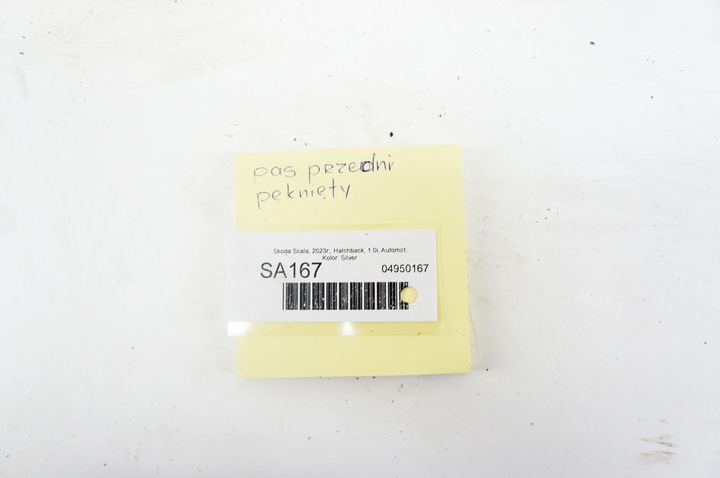 pas przedni
pęknięty
Skoda Scala, 2023r., Hatchback, 1.0i, Automat,
Kolor: Silver
SA167 04950167